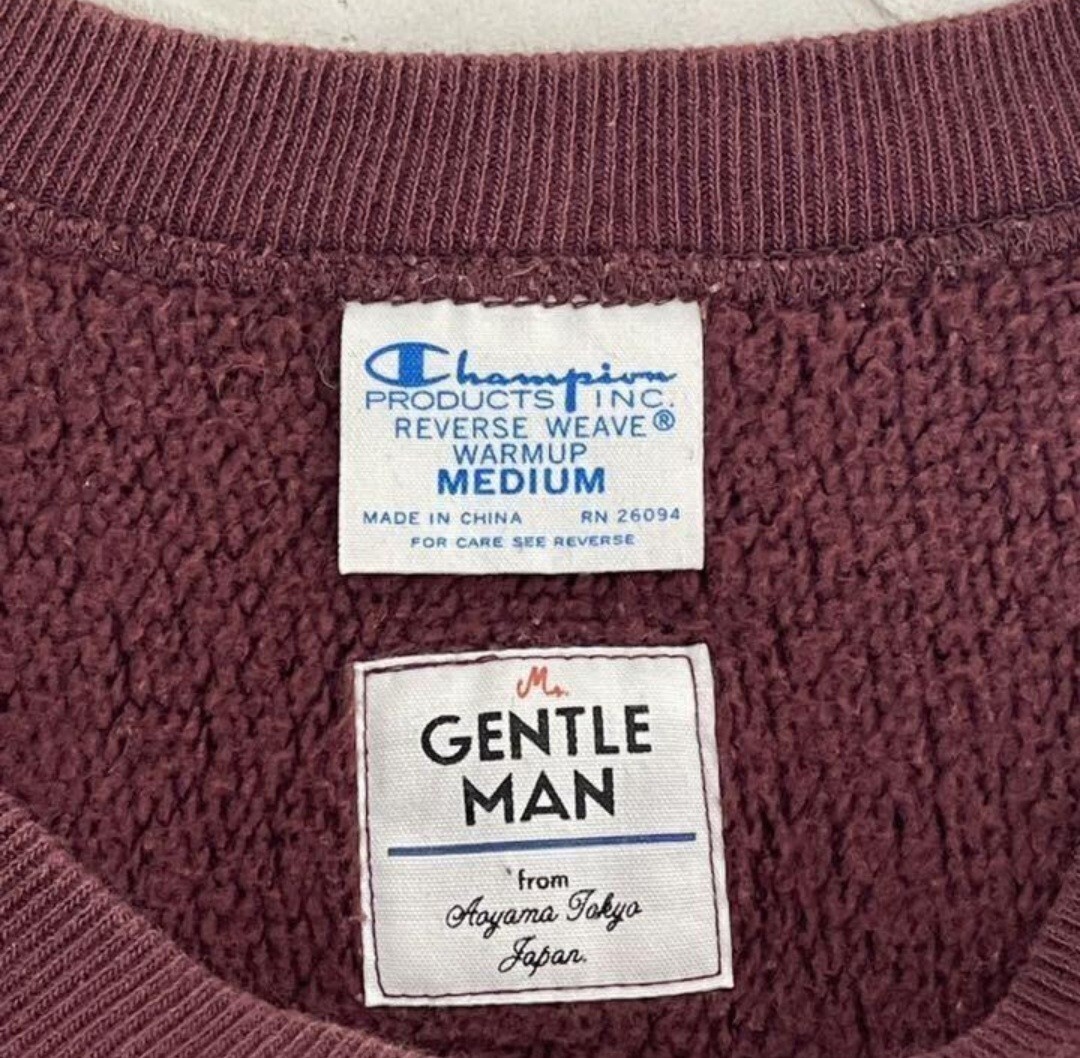 Champion
PRODUCTS INC.
REVERSE WEAVE®
WARMUP
MEDIUM
MADE IN CHINA RN 26094
FOR CARE SEE REVERSE
Mr.
GENTLE
MAN
from
Aoyama Tokyo
Japan.